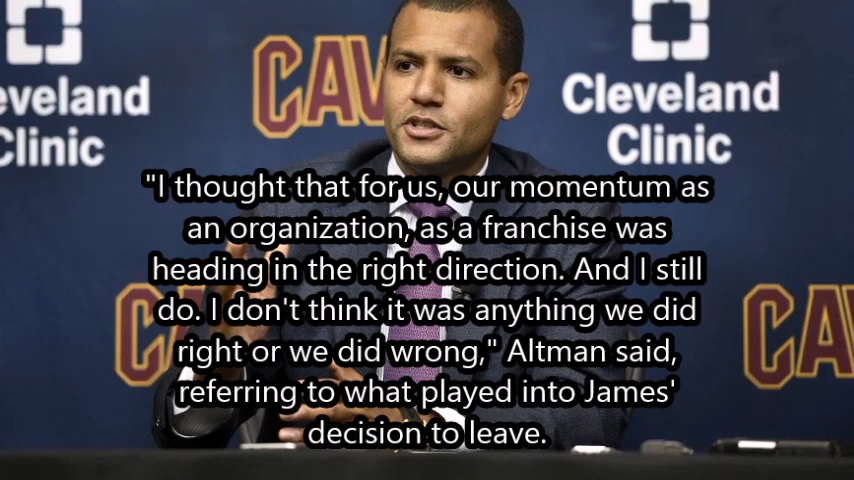 eveland
Clinic
CAV
Cleveland
Clinic
"I thought that for us, our momentum as
an organization, as a franchise was
heading in the right direction. And I still
do. I don't think it was anything we did
right or we did wrong," Altman said,
referring to what played into James'
decision to leave.
CA
CAV